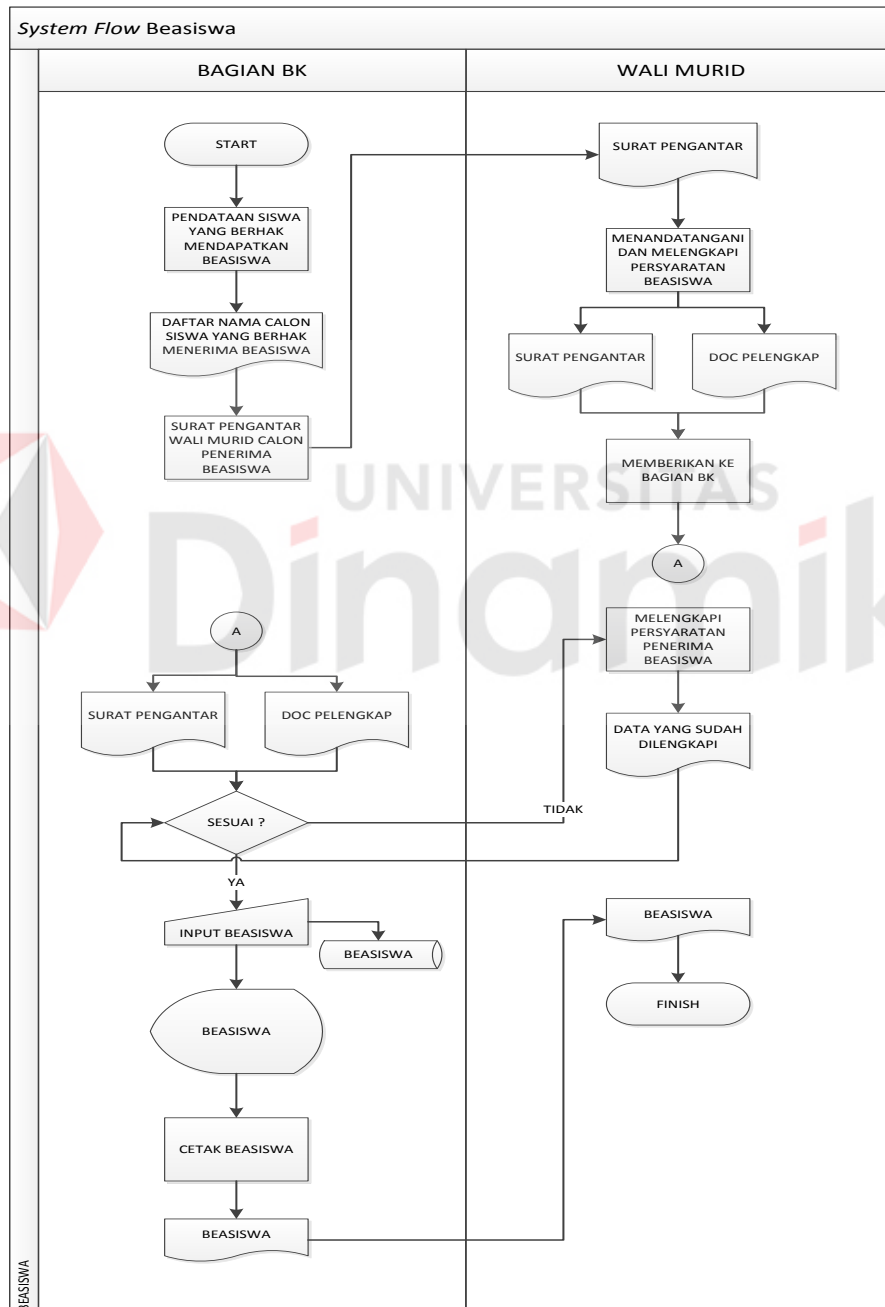 System Flow Beasiswa
BAGIAN BK
WALI MURID
START
PENDATAAN SISWA
YANG BERHAK
MENDAPATKAN
BEASISWA
DAFTAR NAMA CALON
SISWA YANG BERHAK
MENERIMA BEASISWA
SURAT PENGANTAR
WALI MURID CALON
PENERIMA
BEASISWA
SURAT PENGANTAR
MENANDATANGANI
DAN MELENGKAPI
PERSYARATAN
BEASISWA
SURAT PENGANTAR
DOC PELENGKAP
MEMBERIKAN KE
BAGIAN BK
A
UNIVERSITAS
Dinamik
A
SURAT PENGANTAR
DOC PELENGKAP
SESUAI ?
TIDAK
MELENGKAPI
PERSYARATAN
PENERIMA
BEASISWA
DATA YANG SUDAH
DILENGKAPI
YA
INPUT BEASISWA
BEASISWA
BEASISWA
CETAK BEASISWA
BEASISWA
BEASISWA
FINISH
BEASISWA